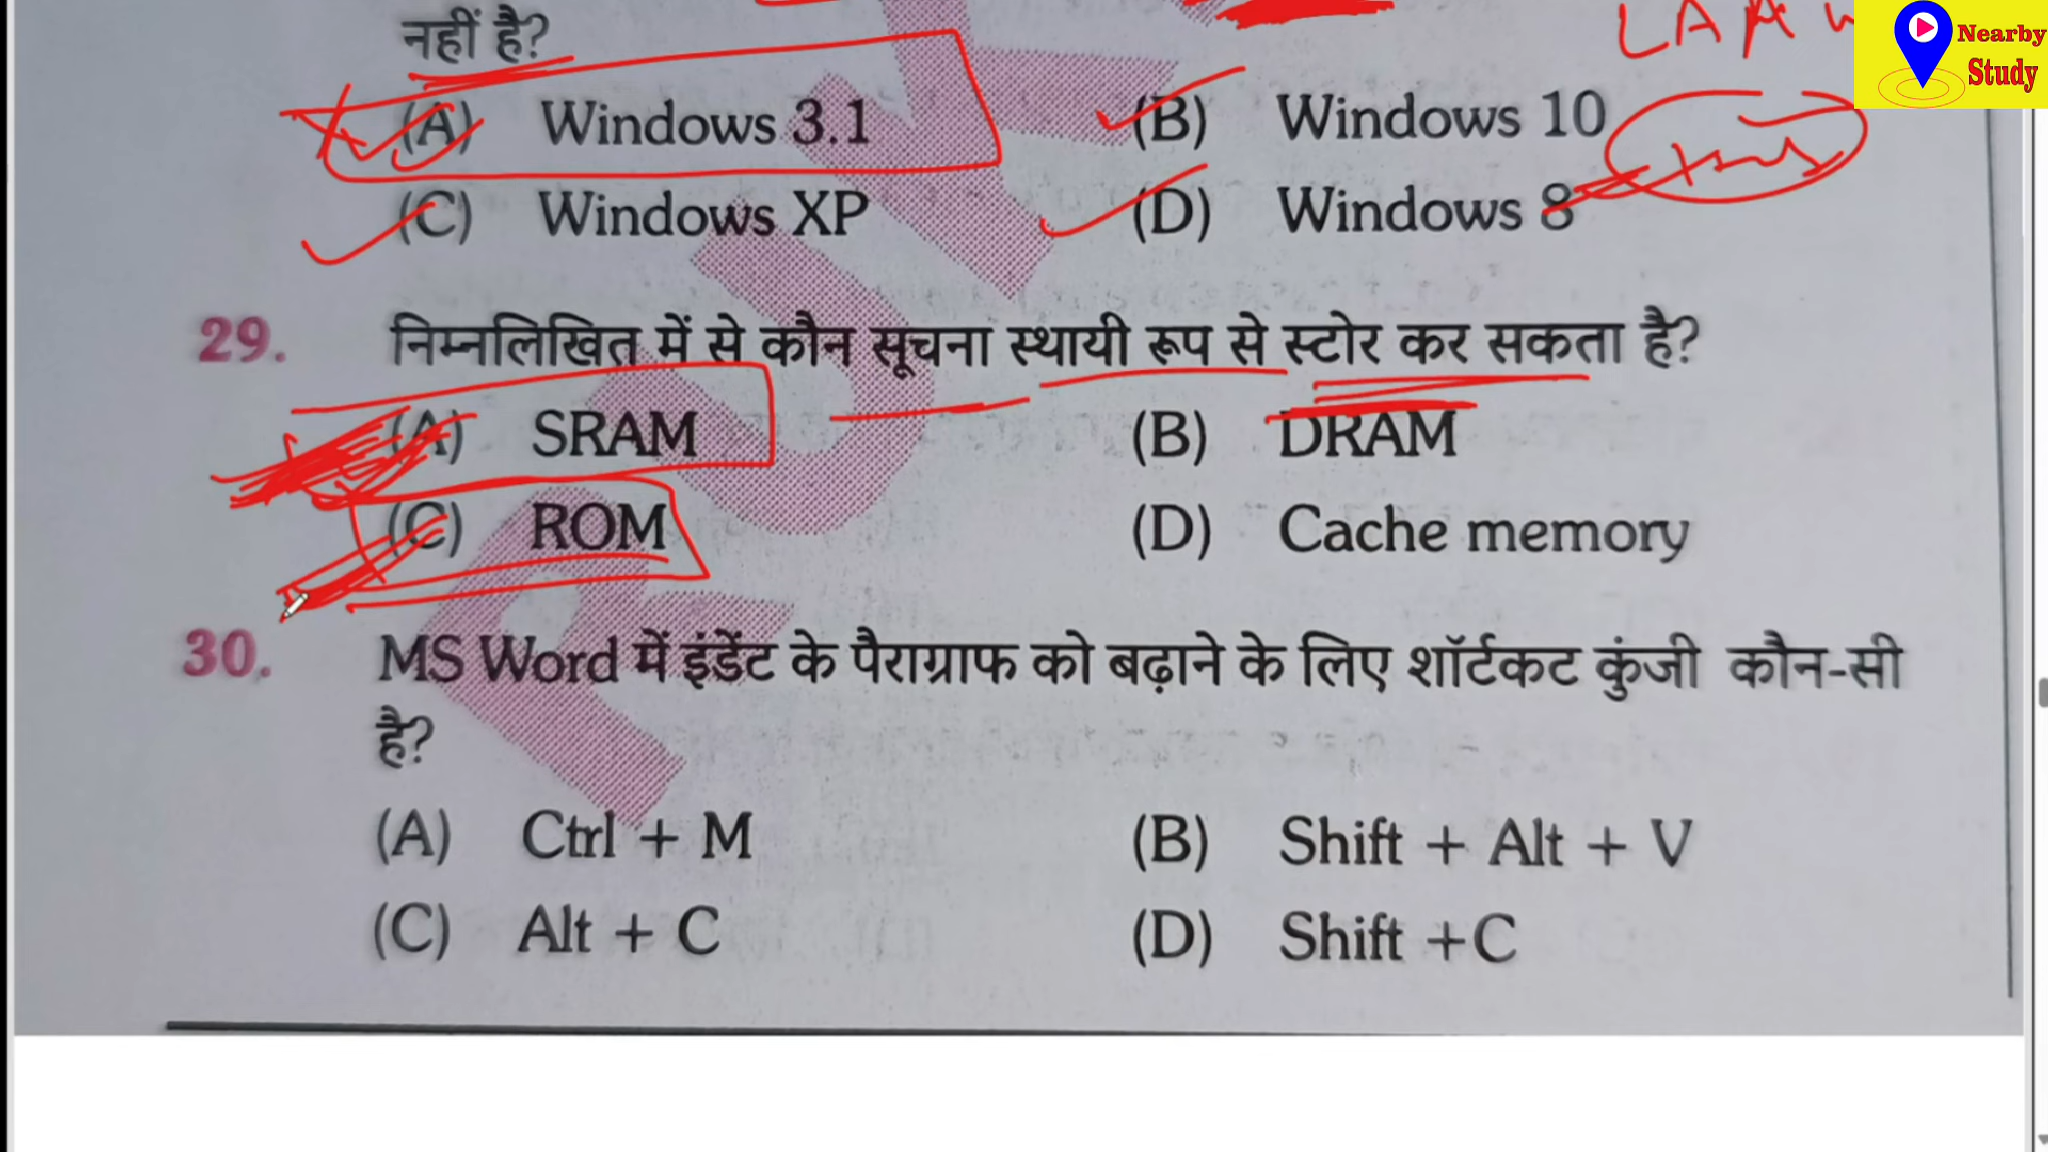 नहीं है?
LAA
Nearby
Study
(A) Windows 3.1 (B) Windows 10
(C) Windows XP (D) Windows 8
29. निम्नलिखित में से कौन सूचना स्थायी रूप से स्टोर कर सकता है?
(A) SRAM (B) DRAM
(C) ROM (D) Cache memory
30. MS Word में इंडेंट के पैराग्राफ को बढ़ाने के लिए शॉर्टकट कुंजी कौन-सी
है?
(A) Ctrl + M (B) Shift + Alt + V
(C) Alt + C (D) Shift +C